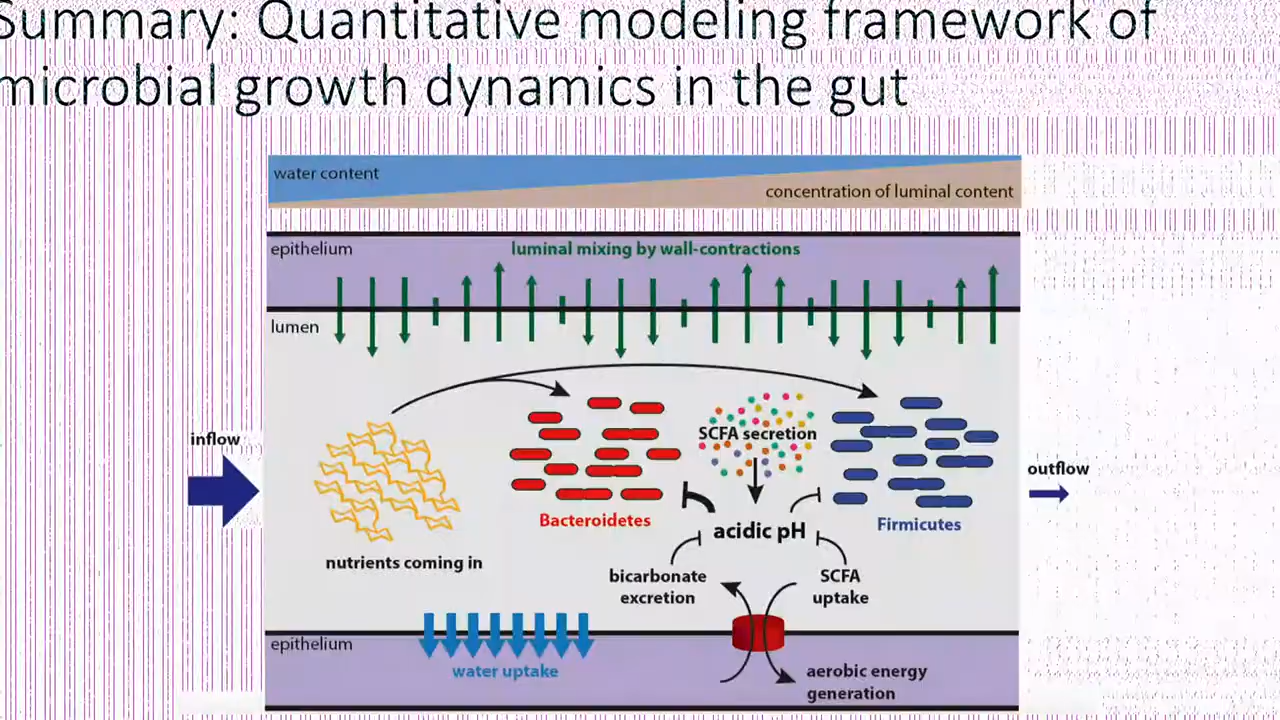 Summary: Quantitative modeling framework of
microbial growth dynamics in the gut
water content
concentration of luminal content
epithelium
luminal mixing by wall-contractions
lumen
inflow
SCFA secretion
outflow
Bacteroidetes
acidic pH
Firmicutes
nutrients coming in
bicarbonate
excretion
SCFA
uptake
epithelium
water uptake
aerobic energy
generation